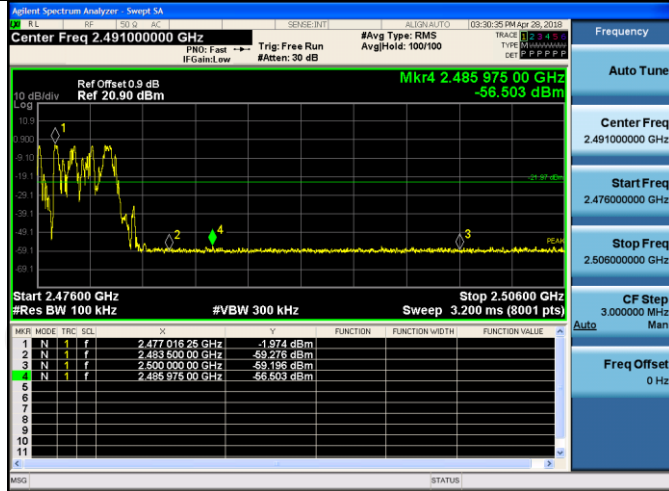 Agilent Spectrum Analyzer - Swept SA
RL RF 50 Ω AC SENSE:INT ALIGNAUTO 03:30:35 PM Apr 28, 2018
Center Freq 2.491000000 GHz
PNO: Fast
IFGain:Low
Trig: Free Run
#Atten: 30 dB
#Avg Type: RMS
Avg|Hold: 100/100
TRACE 1 2 3 4 5 6
TYPE M
DET P P P P P P
Frequency
Auto Tune
Center Freq
2.491000000 GHz
Start Freq
2.476000000 GHz
Stop Freq
2.506000000 GHz
CF Step
3.000000 MHz
Auto Man
Freq Offset
0 Hz
Mkr4 2.485 975 00 GHz
-56.503 dBm
Ref Offset 0.9 dB
Ref 20.90 dBm
10 dB/div
Log
10.9
0.900
-9.10
-19.1
-29.1
-39.1
-49.1
-59.1
-69.1
1
2
4
3
-21.97 dBm
PEAK
Start 2.47600 GHz
Stop 2.50600 GHz
#Res BW 100 kHz
#VBW 300 kHz
Sweep 3.200 ms (8001 pts)
MKR MODE TRC SCL X Y FUNCTION FUNCTION WIDTH FUNCTION VALUE
1 N 1 f 2.477 016 25 GHz -1.974 dBm
2 N 1 f 2.483 500 00 GHz -59.276 dBm
3 N 1 f 2.500 000 00 GHz -59.196 dBm
4 N 1 f 2.485 975 00 GHz -56.503 dBm
5
6
7
8
9
10
11
MSG STATUS